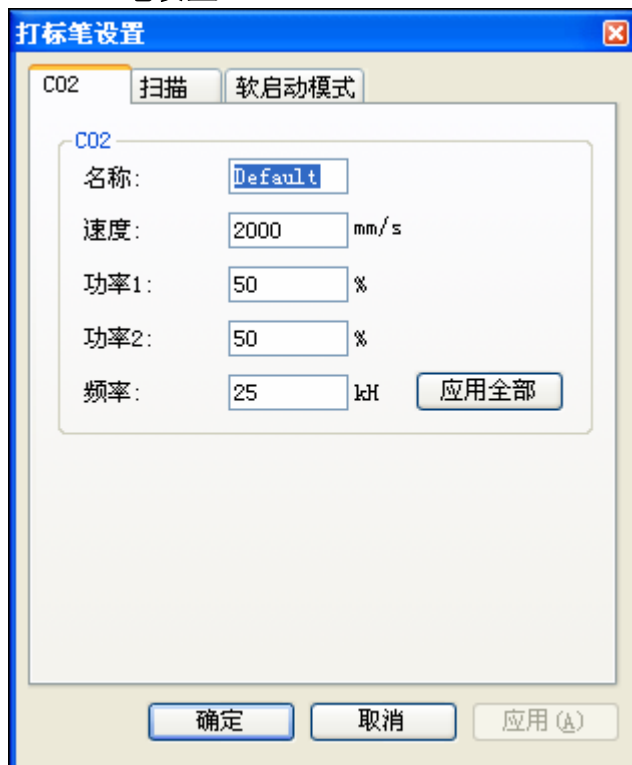 打标笔设置
CO2 扫描 软启动模式
CO2
名称: Default
速度: 2000 mm/s
功率1: 50 %
功率2: 50 %
频率: 25 kH 应用全部
确定 取消 应用(A)